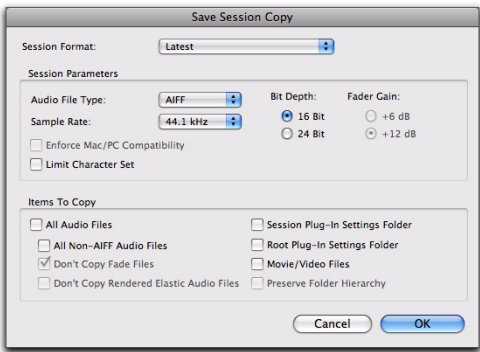 Save Session Copy
Session Format: Latest
Session Parameters
Audio File Type: AIFF
Sample Rate: 44.1 kHz
Enforce Mac/PC Compatibility
Limit Character Set
Bit Depth:
16 Bit
24 Bit
Fader Gain:
+6 dB
+12 dB
Items To Copy
All Audio Files
All Non-AIFF Audio Files
Don't Copy Fade Files
Don't Copy Rendered Elastic Audio Files
Session Plug-In Settings Folder
Root Plug-In Settings Folder
Movie/Video Files
Preserve Folder Hierarchy
Cancel OK